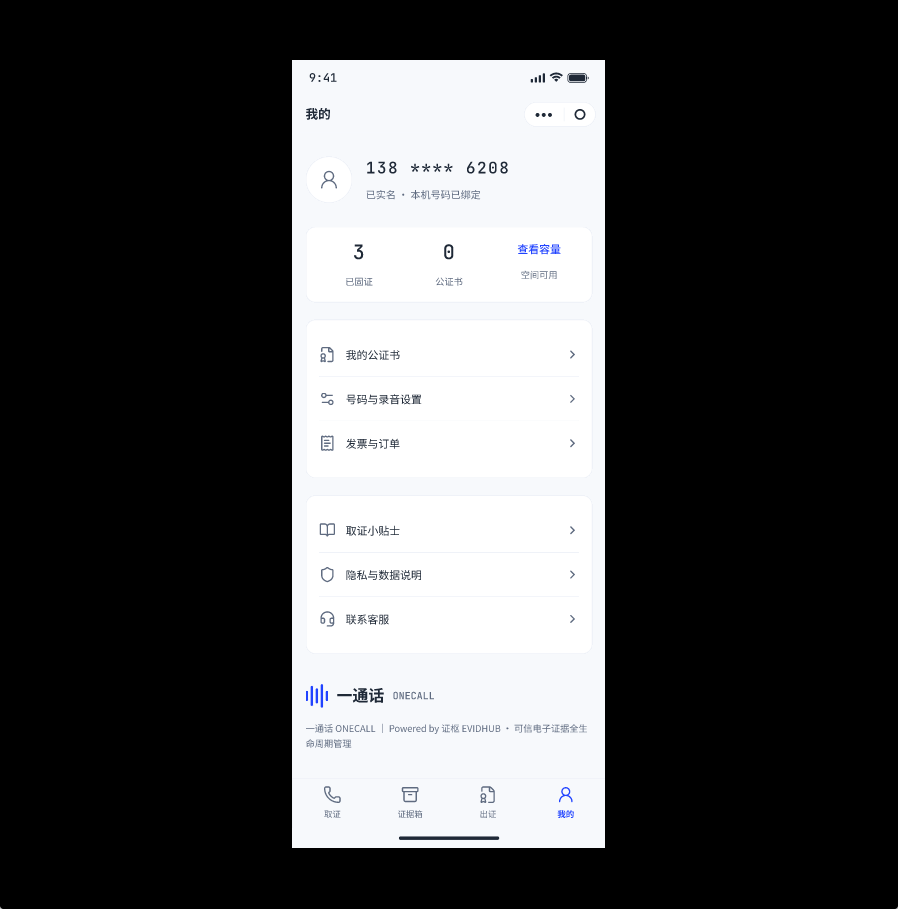 9:41
我的
138 **** 6208
已实名 · 本机号码已绑定
3
已固证
0
公证书
查看容量
空间可用
我的公证书
号码与录音设置
发票与订单
取证小贴士
隐私与数据说明
联系客服
一通话 ONECALL
一通话 ONECALL ｜ Powered by 证枢 EVIDHUB · 可信电子证据全生
命周期管理
取证
证据箱
出证
我的